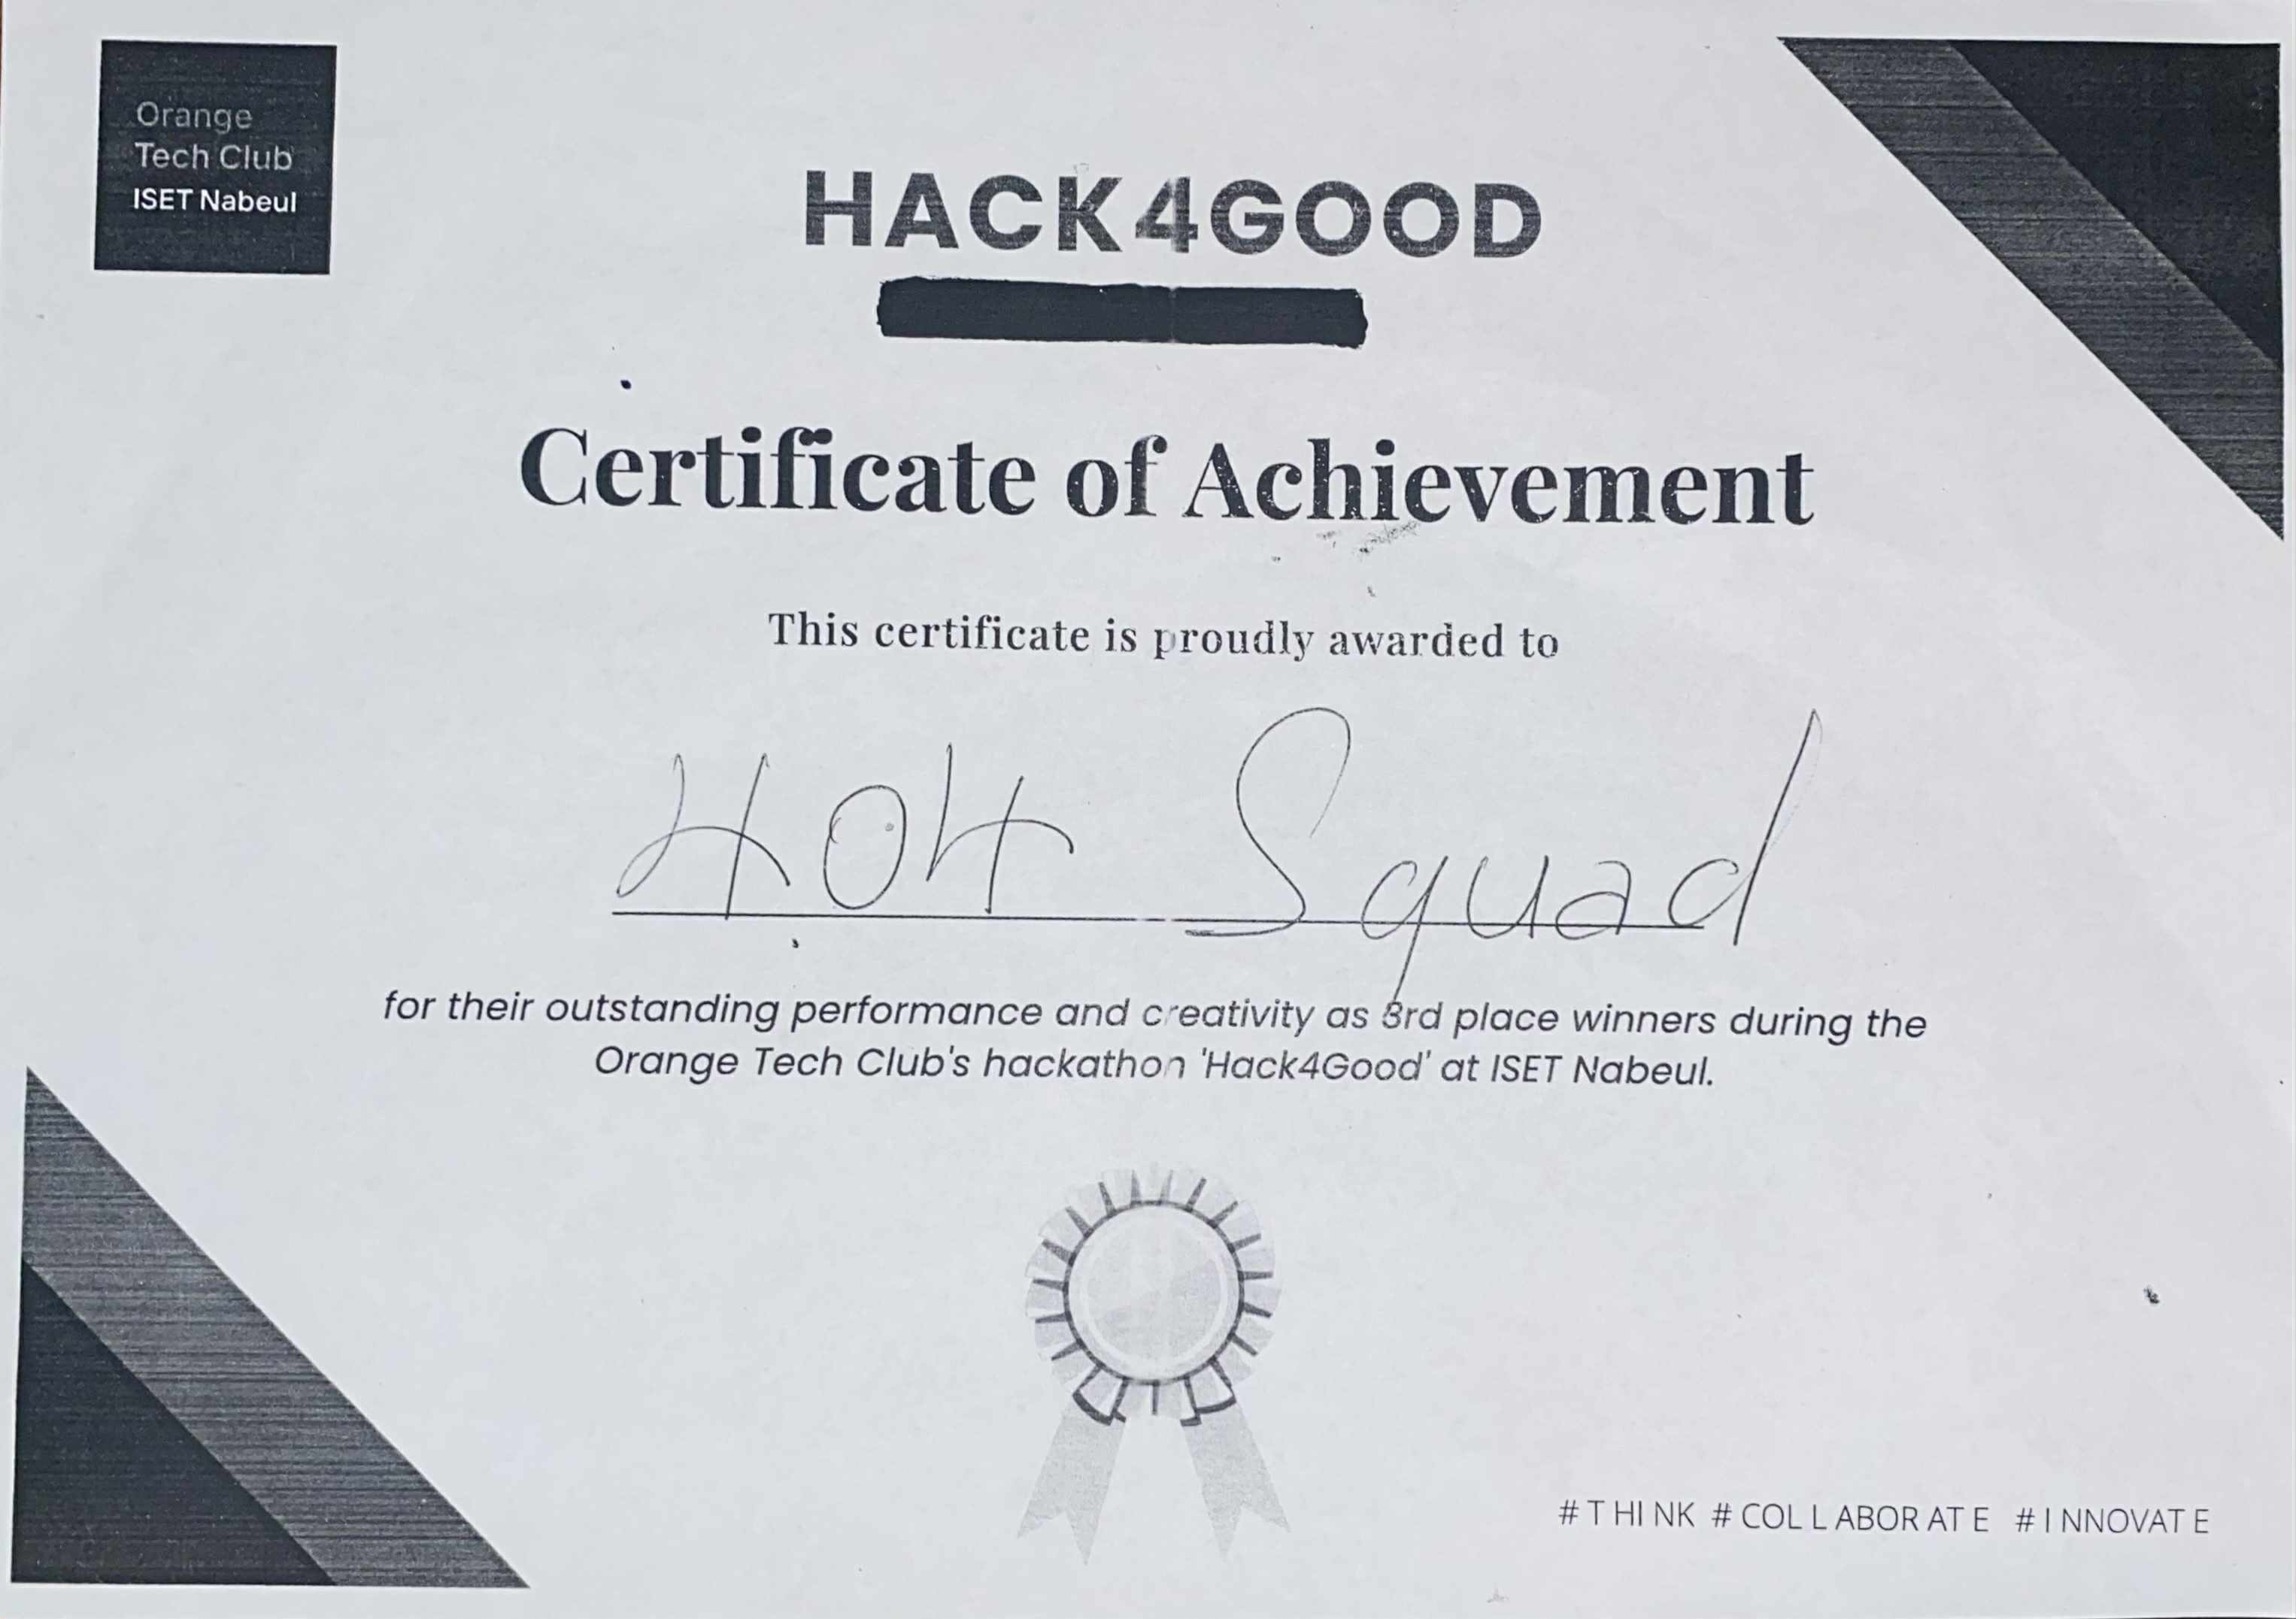 Orange
Tech Club
ISET Nabeul
HACK4GOOD
Certificate of Achievement
This certificate is proudly awarded to
404 Squad
for their outstanding performance and creativity as 3rd place winners during the
Orange Tech Club's hackathon 'Hack4Good' at ISET Nabeul.
#THINK #COLLABORATE #INNOVATE